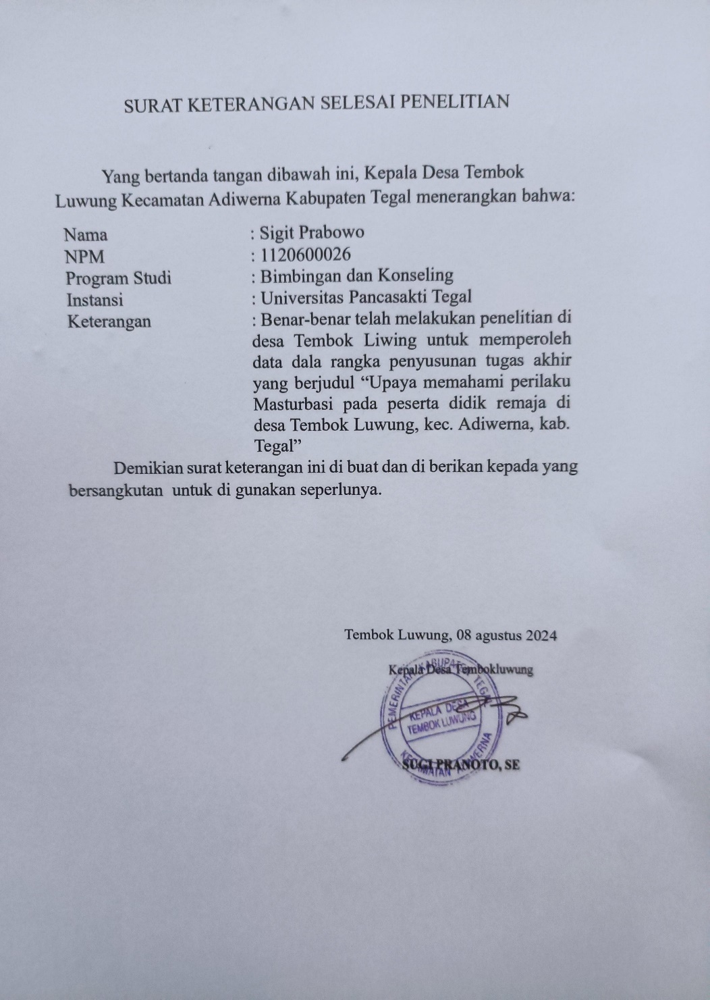 SURAT KETERANGAN SELESAI PENELITIAN
Yang bertanda tangan dibawah ini, Kepala Desa Tembok
Luwung Kecamatan Adiwerna Kabupaten Tegal menerangkan bahwa:
Nama : Sigit Prabowo
NPM : 1120600026
Program Studi : Bimbingan dan Konseling
Instansi : Universitas Pancasakti Tegal
Keterangan : Benar-benar telah melakukan penelitian di
desa Tembok Liwing untuk memperoleh
data dala rangka penyusunan tugas akhir
yang berjudul “Upaya memahami perilaku
Masturbasi pada peserta didik remaja di
desa Tembok Luwung, kec. Adiwerna, kab.
Tegal”
Demikian surat keterangan ini di buat dan di berikan kepada yang
bersangkutan untuk di gunakan seperlunya.
Tembok Luwung, 08 agustus 2024
Kepala Desa Tembokluwung
PEMERINTAH KABUPATEN TEGAL
KEPALA DESA
TEMBOK LUWUNG
KECAMATAN ADIWERNA
SUGI PRANOTO, SE